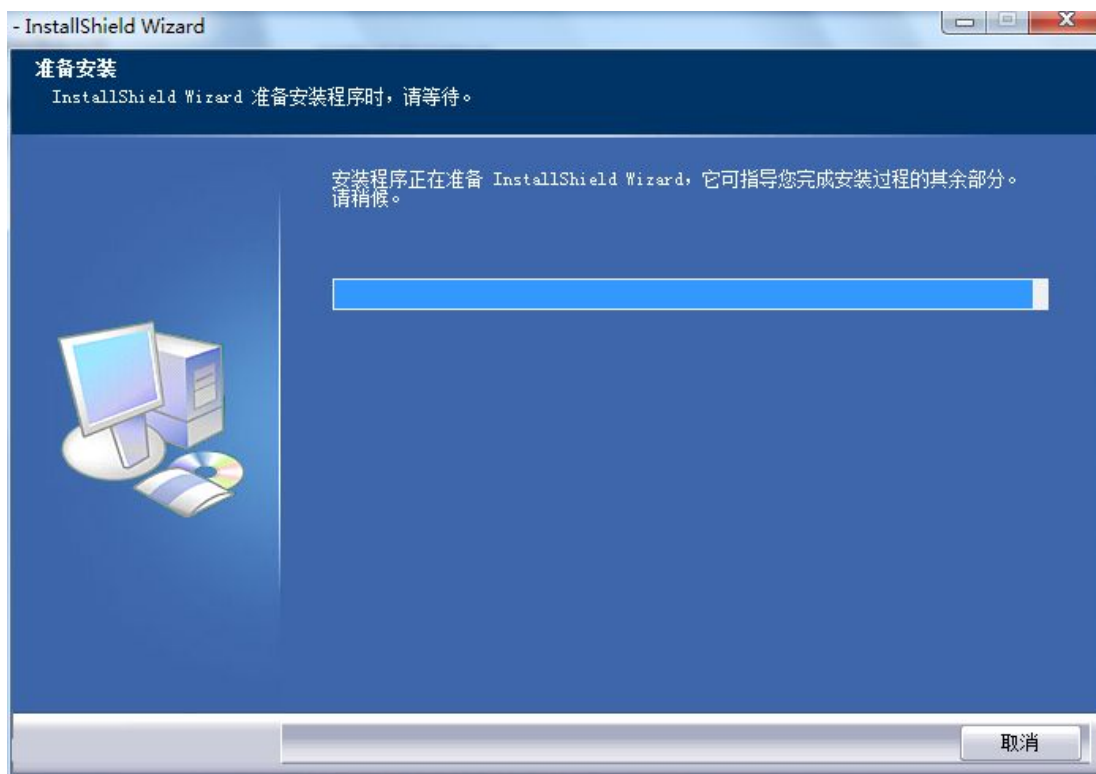 - InstallShield Wizard
准备安装
InstallShield Wizard 准备安装程序时，请等待。
安装程序正在准备 InstallShield Wizard，它可指导您完成安装过程的其余部分。
请稍候。
取消